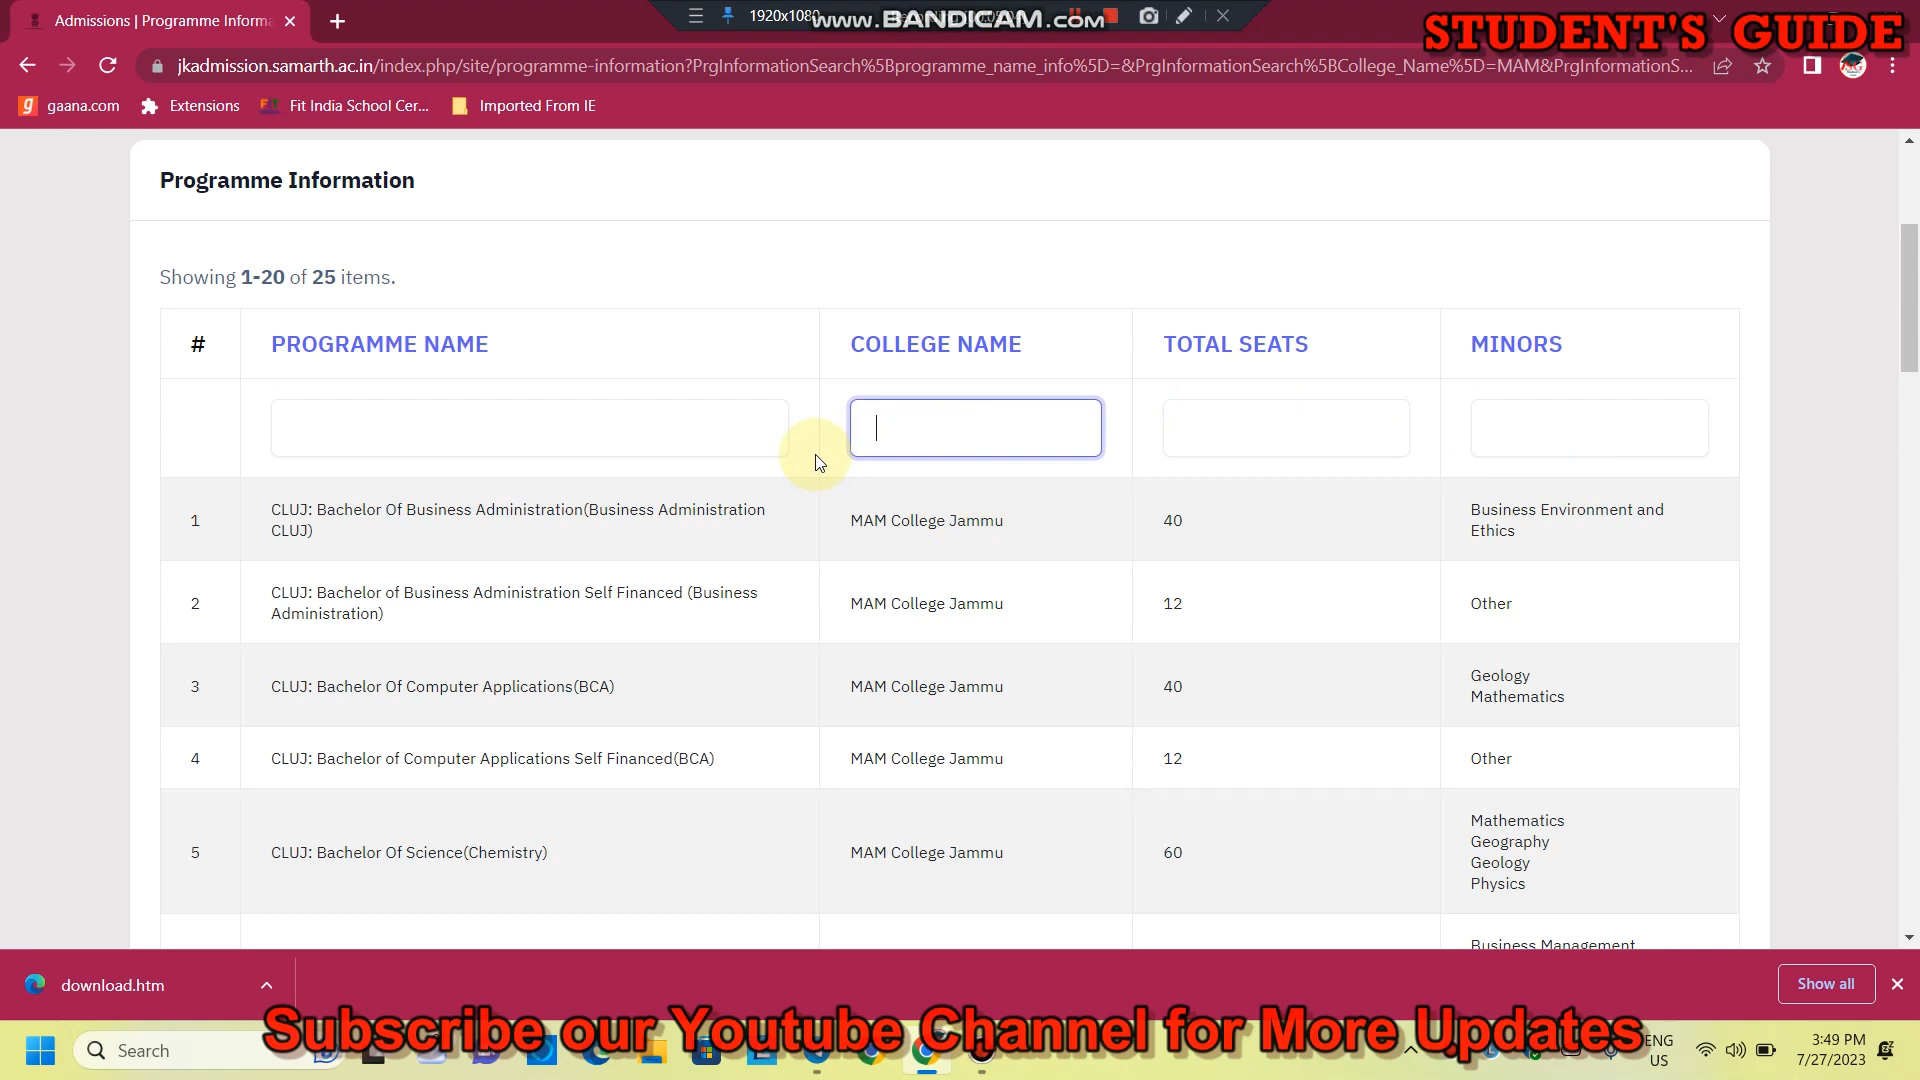 Admissions | Programme Informa
1920x1080
www.BANDICAM.com
STUDENT'S GUIDE
jkadmission.samarth.ac.in/index.php/site/programme-information?PrgInformationSearch%5Bprogramme_name_info%5D=&PrgInformationSearch%5BCollege_Name%5D=MAM&PrgInformationS...
gaana.com
Extensions
Fit India School Cer...
Imported From IE
Programme Information
Showing 1-20 of 25 items.
# PROGRAMME NAME COLLEGE NAME TOTAL SEATS MINORS
1 CLUJ: Bachelor Of Business Administration(Business Administration MAM College Jammu 40 Business Environment and
CLUJ) Ethics
2 CLUJ: Bachelor of Business Administration Self Financed (Business MAM College Jammu 12 Other
Administration)
3 CLUJ: Bachelor Of Computer Applications(BCA) MAM College Jammu 40 Geology
Mathematics
4 CLUJ: Bachelor of Computer Applications Self Financed(BCA) MAM College Jammu 12 Other
5 CLUJ: Bachelor Of Science(Chemistry) MAM College Jammu 60 Mathematics
Geography
Geology
Physics
Business Management
download.htm
Show all
Subscribe our Youtube Channel for More Updates
Search
ENG
US
3:49 PM
7/27/2023